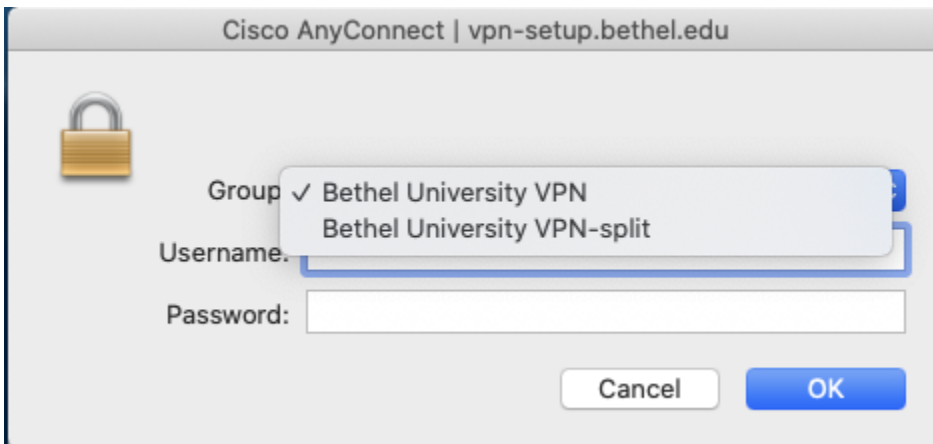 Cisco AnyConnect | vpn-setup.bethel.edu
Group ✓ Bethel University VPN
Bethel University VPN-split
Username:
Password:
Cancel OK